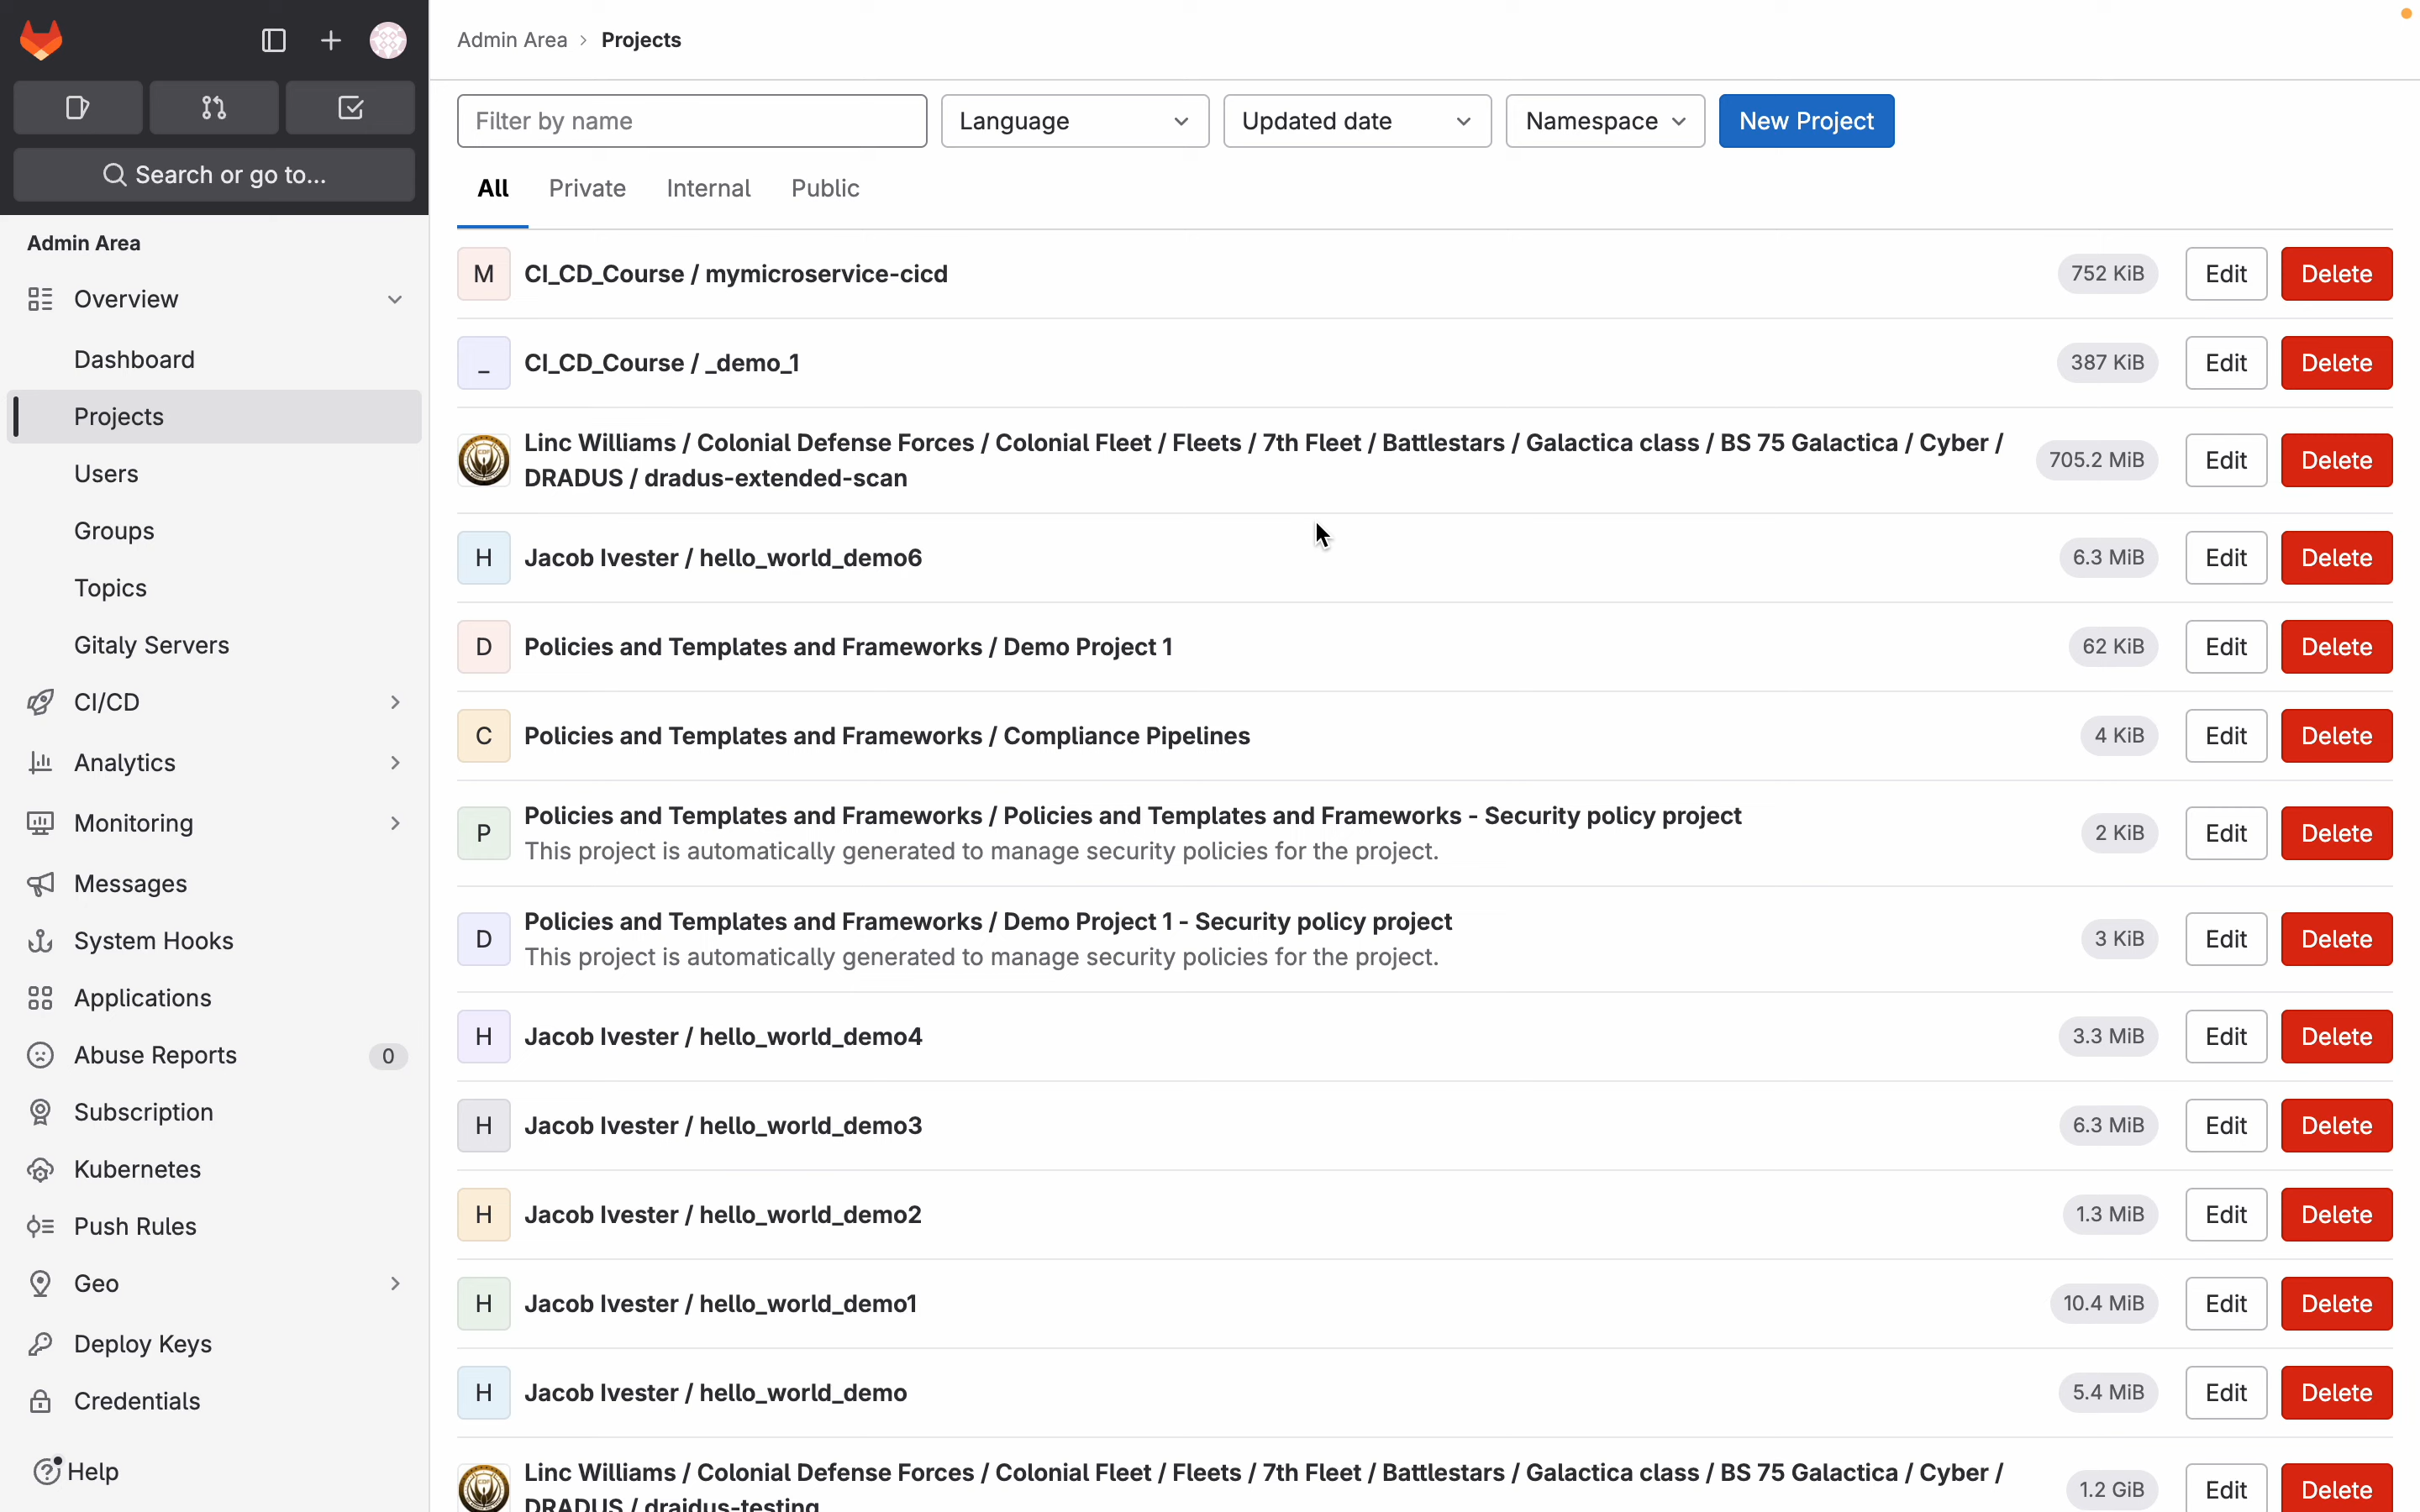 Admin Area > Projects
Search or go to...
Filter by name
Language
Updated date
Namespace
New Project
All Private Internal Public
Admin Area
Overview
Dashboard
Projects
Users
Groups
Topics
Gitaly Servers
CI/CD
Analytics
Monitoring
Messages
System Hooks
Applications
Abuse Reports 0
Subscription
Kubernetes
Push Rules
Geo
Deploy Keys
Credentials
Help
M CI_CD_Course / mymicroservice-cicd 752 KiB Edit Delete
_ CI_CD_Course / _demo_1 387 KiB Edit Delete
Linc Williams / Colonial Defense Forces / Colonial Fleet / Fleets / 7th Fleet / Battlestars / Galactica class / BS 75 Galactica / Cyber /
DRADUS / dradus-extended-scan 705.2 MiB Edit Delete
H Jacob Ivester / hello_world_demo6 6.3 MiB Edit Delete
D Policies and Templates and Frameworks / Demo Project 1 62 KiB Edit Delete
C Policies and Templates and Frameworks / Compliance Pipelines 4 KiB Edit Delete
P Policies and Templates and Frameworks / Policies and Templates and Frameworks - Security policy project
This project is automatically generated to manage security policies for the project. 2 KiB Edit Delete
D Policies and Templates and Frameworks / Demo Project 1 - Security policy project
This project is automatically generated to manage security policies for the project. 3 KiB Edit Delete
H Jacob Ivester / hello_world_demo4 3.3 MiB Edit Delete
H Jacob Ivester / hello_world_demo3 6.3 MiB Edit Delete
H Jacob Ivester / hello_world_demo2 1.3 MiB Edit Delete
H Jacob Ivester / hello_world_demo1 10.4 MiB Edit Delete
H Jacob Ivester / hello_world_demo 5.4 MiB Edit Delete
Linc Williams / Colonial Defense Forces / Colonial Fleet / Fleets / 7th Fleet / Battlestars / Galactica class / BS 75 Galactica / Cyber /
DRADUS / draidus-testing 1.2 GiB Edit Delete